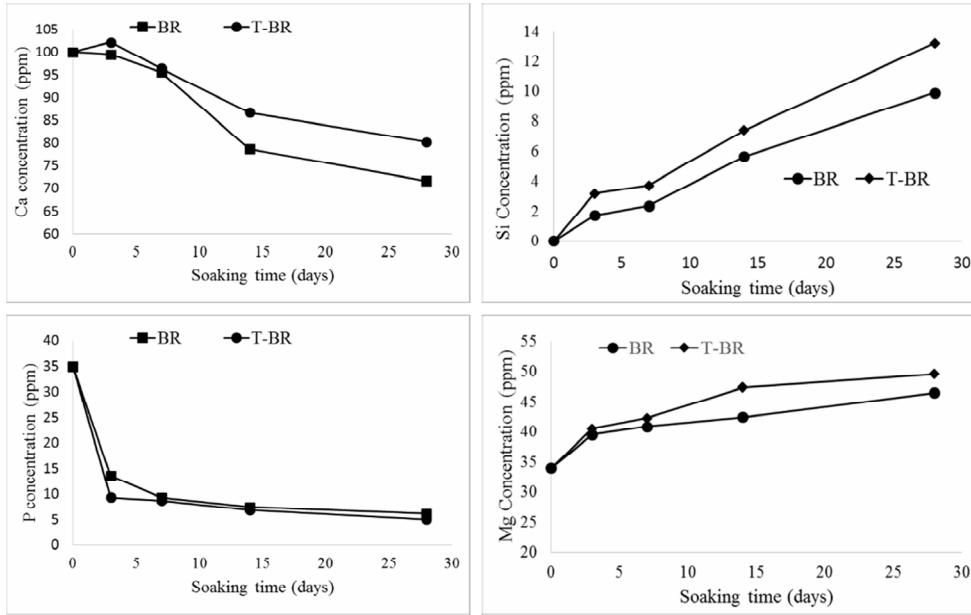 BR T-BR
Ca concentration (ppm)
105
100
95
90
85
80
75
70
65
60
0 5 10 15 20 25 30
Soaking time (days)
Si Concentration (ppm)
14
12
10
8
6
4
2
0
BR T-BR
0 5 10 15 20 25 30
Soaking time (days)
BR T-BR
P concentration (ppm)
40
35
30
25
20
15
10
5
0
0 5 10 15 20 25 30
Soaking time (days)
BR T-BR
Mg Concentration (ppm)
55
50
45
40
35
30
25
20
0 5 10 15 20 25 30
Soaking time (days)